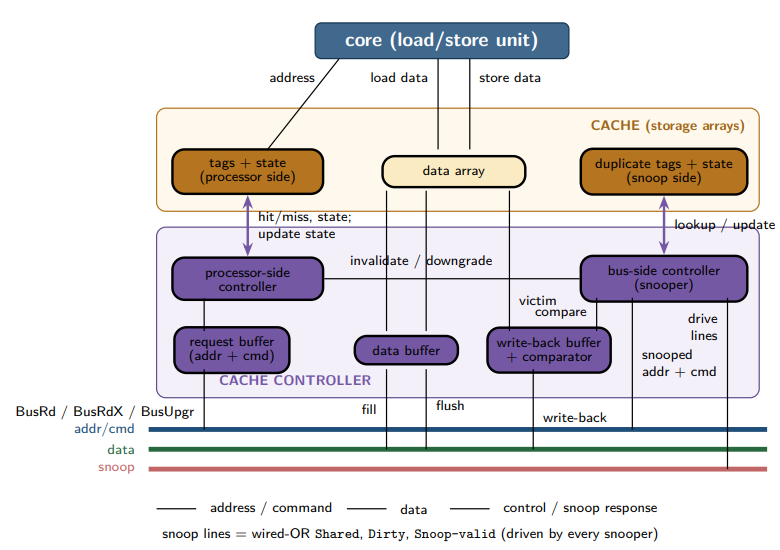 core (load/store unit)
address
load data
store data
CACHE (storage arrays)
tags + state
(processor side)
data array
duplicate tags + state
(snoop side)
hit/miss, state;
update state
lookup / update
invalidate / downgrade
processor-side
controller
bus-side controller
(snooper)
victim
compare
drive
lines
request buffer
(addr + cmd)
data buffer
write-back buffer
+ comparator
snooped
addr + cmd
CACHE CONTROLLER
BusRd / BusRdX / BusUpgr
fill
flush
write-back
addr/cmd
data
snoop
address / command
data
control / snoop response
snoop lines = wired-OR Shared, Dirty, Snoop-valid (driven by every snooper)